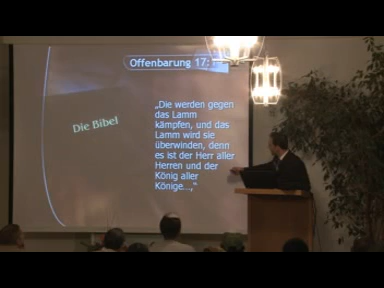 Offenbarung 17:
Die Bibel
„Die werden gegen
das Lamm
kämpfen, und das
Lamm wird sie
überwinden, denn
es ist der Herr aller
Herren und der
König aller
Könige...,“